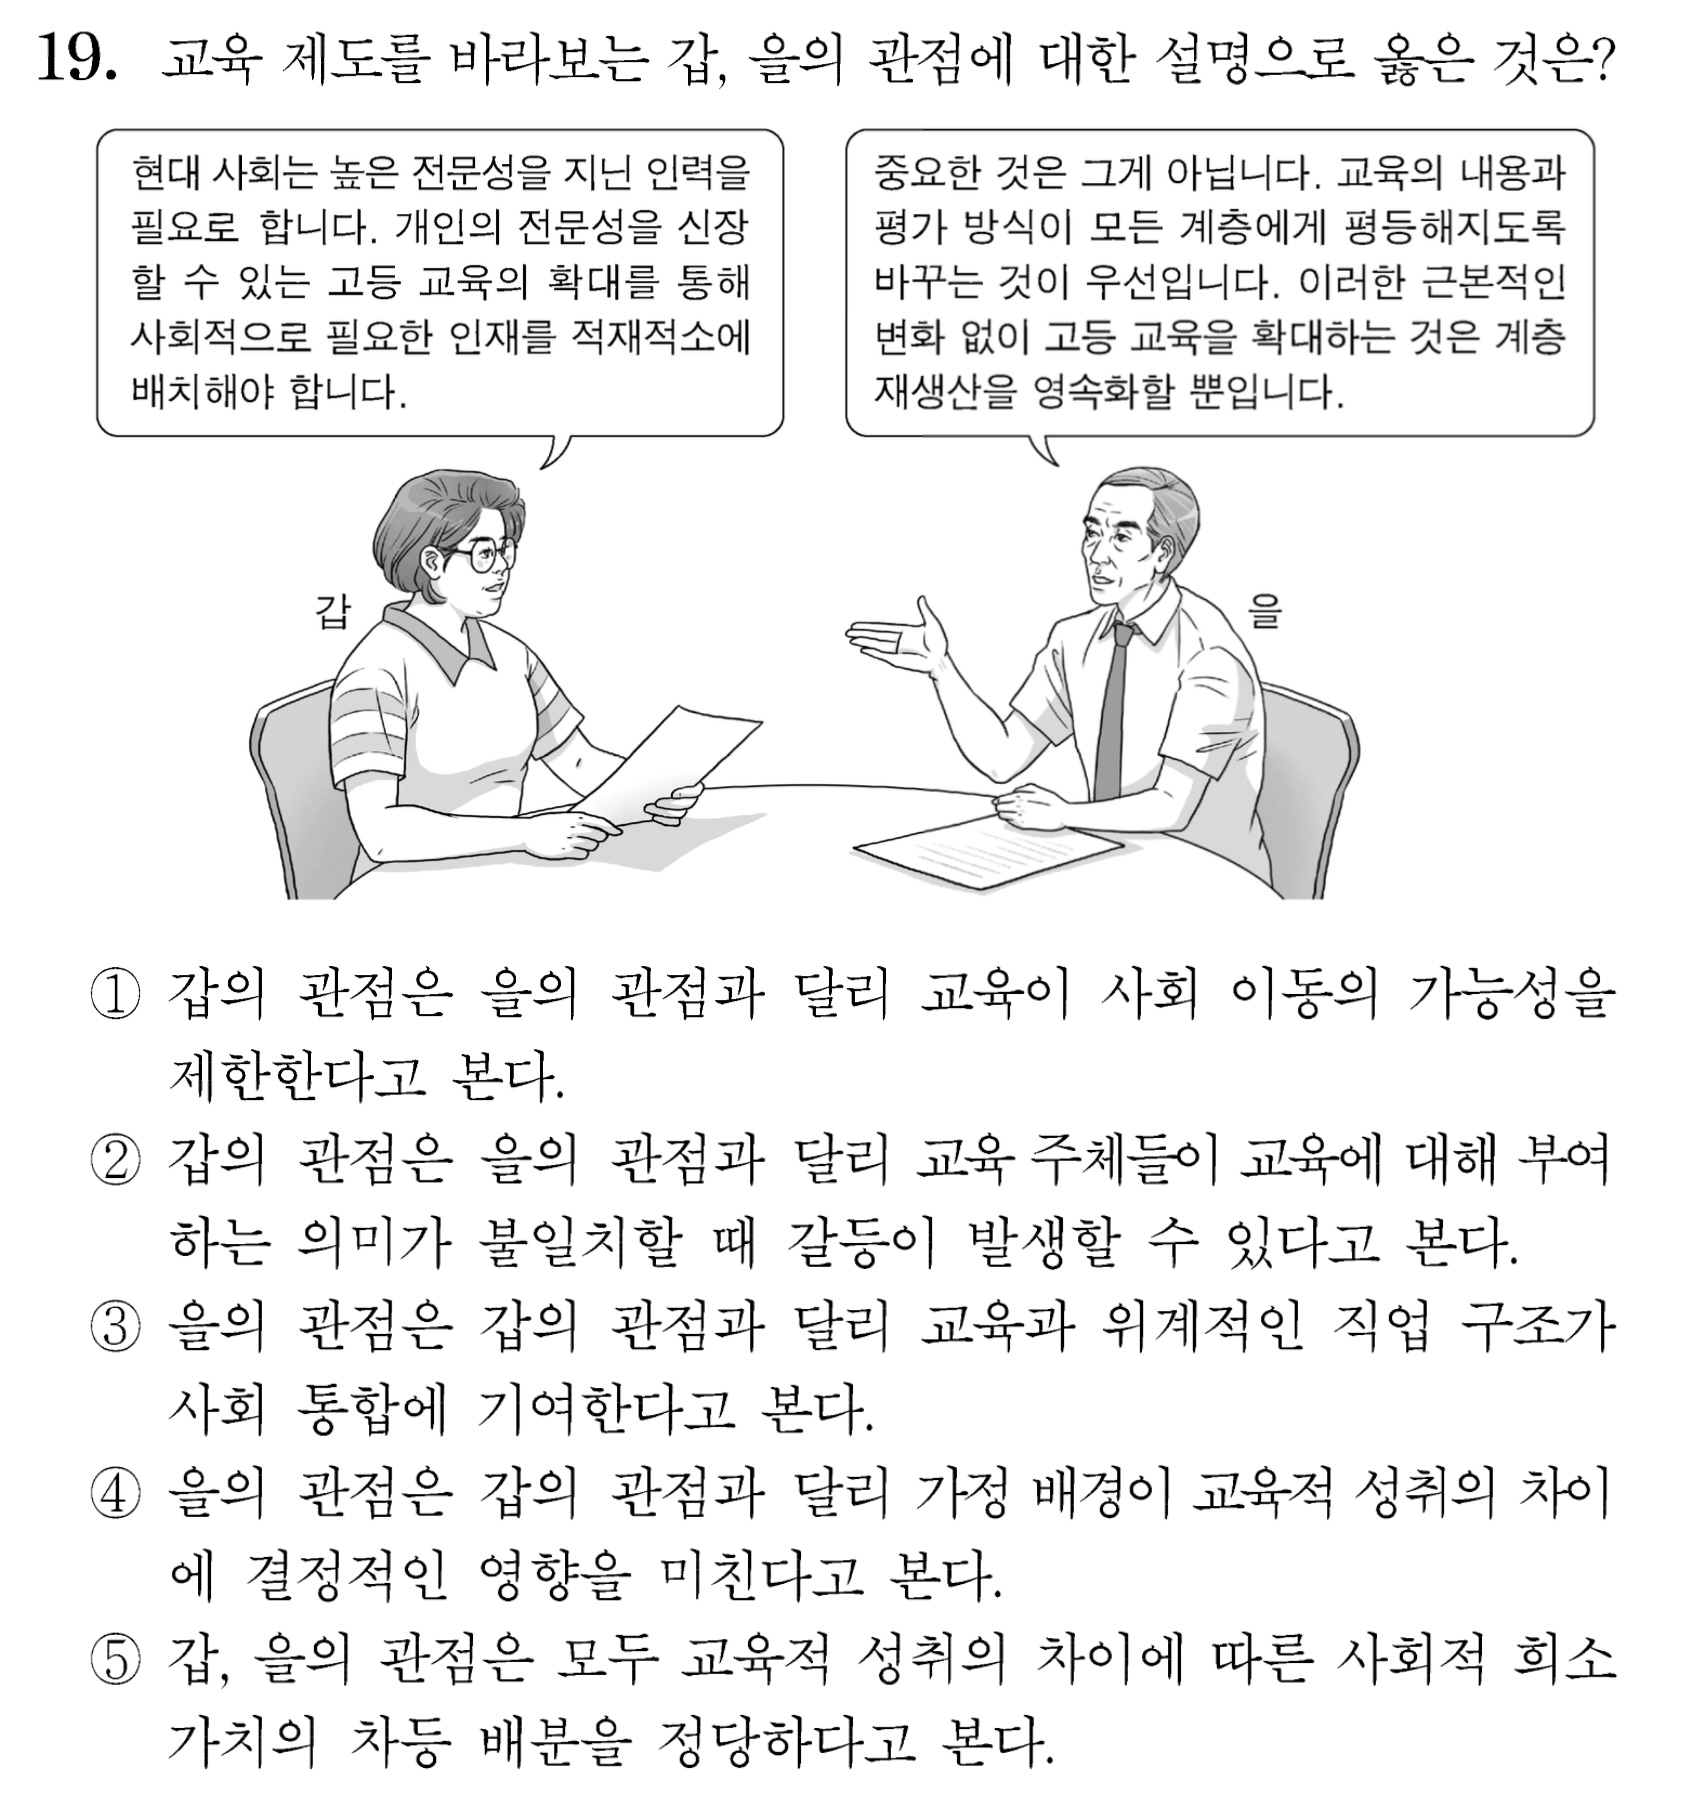 19. 교육 제도를 바라보는 갑, 을의 관점에 대한 설명으로 옳은 것은?
현대 사회는 높은 전문성을 지닌 인력을
필요로 합니다. 개인의 전문성을 신장
할 수 있는 고등 교육의 확대를 통해
사회적으로 필요한 인재를 적재적소에
배치해야 합니다.
중요한 것은 그게 아닙니다. 교육의 내용과
평가 방식이 모든 계층에게 평등해지도록
바꾸는 것이 우선입니다. 이러한 근본적인
변화 없이 고등 교육을 확대하는 것은 계층
재생산을 영속화할 뿐입니다.
갑
을
① 갑의 관점은 을의 관점과 달리 교육이 사회 이동의 가능성을
제한한다고 본다.
② 갑의 관점은 을의 관점과 달리 교육 주체들이 교육에 대해 부여
하는 의미가 불일치할 때 갈등이 발생할 수 있다고 본다.
③ 을의 관점은 갑의 관점과 달리 교육과 위계적인 직업 구조가
사회 통합에 기여한다고 본다.
④ 을의 관점은 갑의 관점과 달리 가정 배경이 교육적 성취의 차이
에 결정적인 영향을 미친다고 본다.
⑤ 갑, 을의 관점은 모두 교육적 성취의 차이에 따른 사회적 희소
가치의 차등 배분을 정당하다고 본다.